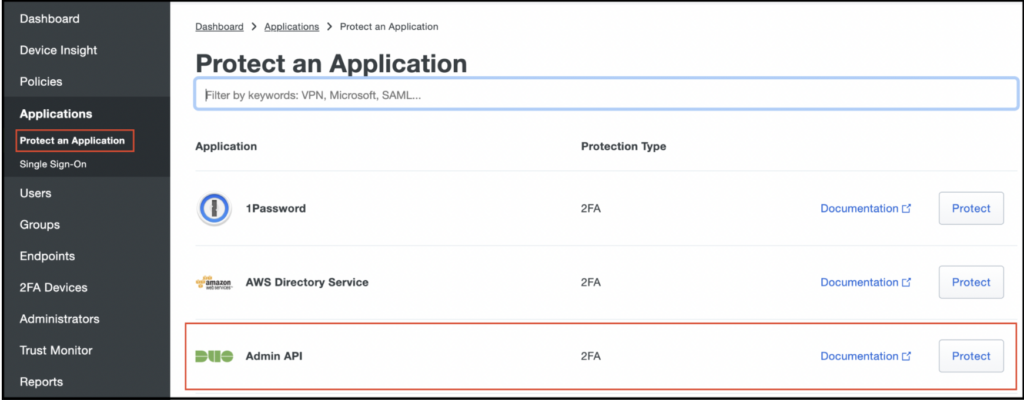 Dashboard
Device Insight
Policies
Applications
Protect an Application
Single Sign-On
Users
Groups
Endpoints
2FA Devices
Administrators
Trust Monitor
Reports
Dashboard > Applications > Protect an Application
Protect an Application
Filter by keywords: VPN, Microsoft, SAML...
Application Protection Type
1Password 2FA Documentation Protect
amazon web services AWS Directory Service 2FA Documentation Protect
DUO Admin API 2FA Documentation Protect